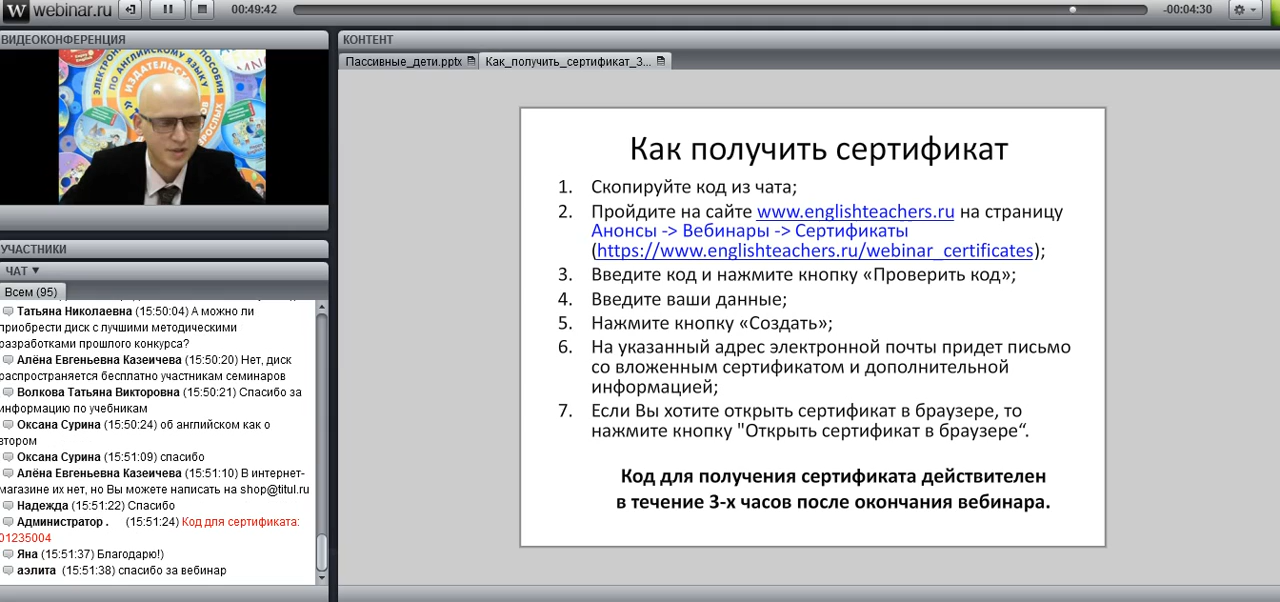 W webinar.ru
00:49:42
-00:04:30
ВИДЕОКОНФЕРЕНЦИЯ
ЭЛЕКТРОН
ПО АНГЛИЙСКОМУ ЯЗЫКУ
ПОСОБИЯ
ИЗДАТЕЛЬСТВ
УЧАСТНИКИ
ЧАТ ▼
Всем (95)
Татьяна Николаевна (15:50:04) А можно ли
приобрести диск с лучшими методическими
разработками прошлого конкурса?
Алёна Евгеньевна Казеичева (15:50:20) Нет, диск
распространяется бесплатно участникам семинаров
Волкова Татьяна Викторовна (15:50:21) Спасибо за
информацию по учебникам
Оксана Сурина (15:50:24) об английском как о
втором
Оксана Сурина (15:51:09) спасибо
Алёна Евгеньевна Казеичева (15:51:10) В интернет-
магазине их нет, но Вы можете написать на shop@titul.ru
Надежда (15:51:22) Спасибо
Администратор . (15:51:24) Код для сертификата:
01235004
Яна (15:51:37) Благодарю!)
аэлита (15:51:38) спасибо за вебинар
КОНТЕНТ
Пассивные_дети.pptx
Как_получить_сертификат_3...
Как получить сертификат
1. Скопируйте код из чата;
2. Пройдите на сайте www.englishteachers.ru на страницу
Анонсы -> Вебинары -> Сертификаты
(https://www.englishteachers.ru/webinar_certificates);
3. Введите код и нажмите кнопку «Проверить код»;
4. Введите ваши данные;
5. Нажмите кнопку «Создать»;
6. На указанный адрес электронной почты придет письмо
со вложенным сертификатом и дополнительной
информацией;
7. Если Вы хотите открыть сертификат в браузере, то
нажмите кнопку "Открыть сертификат в браузере“.
Код для получения сертификата действителен
в течение 3-х часов после окончания вебинара.